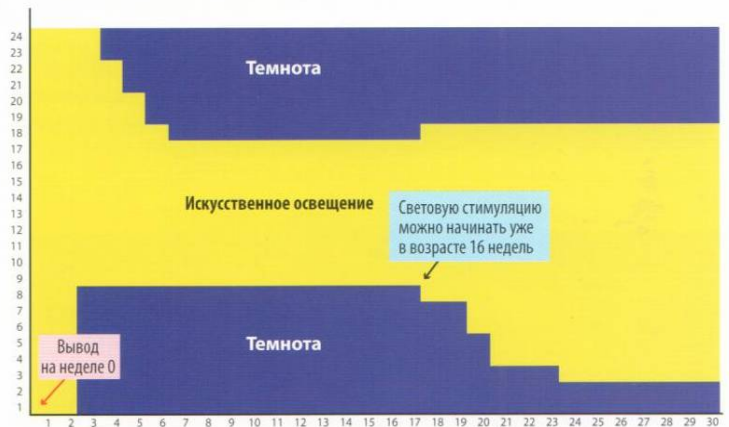 24
23
22
21
20
19
18
17
16
15
14
13
12
11
10
9
8
7
6
5
4
3
2
1
Темнота
Искусственное освещение
Световую стимуляцию
можно начинать уже
в возрасте 16 недель
Темнота
Вывод
на неделе 0
1 2 3 4 5 6 7 8 9 10 11 12 13 14 15 16 17 18 19 20 21 22 23 24 25 26 27 28 29 30